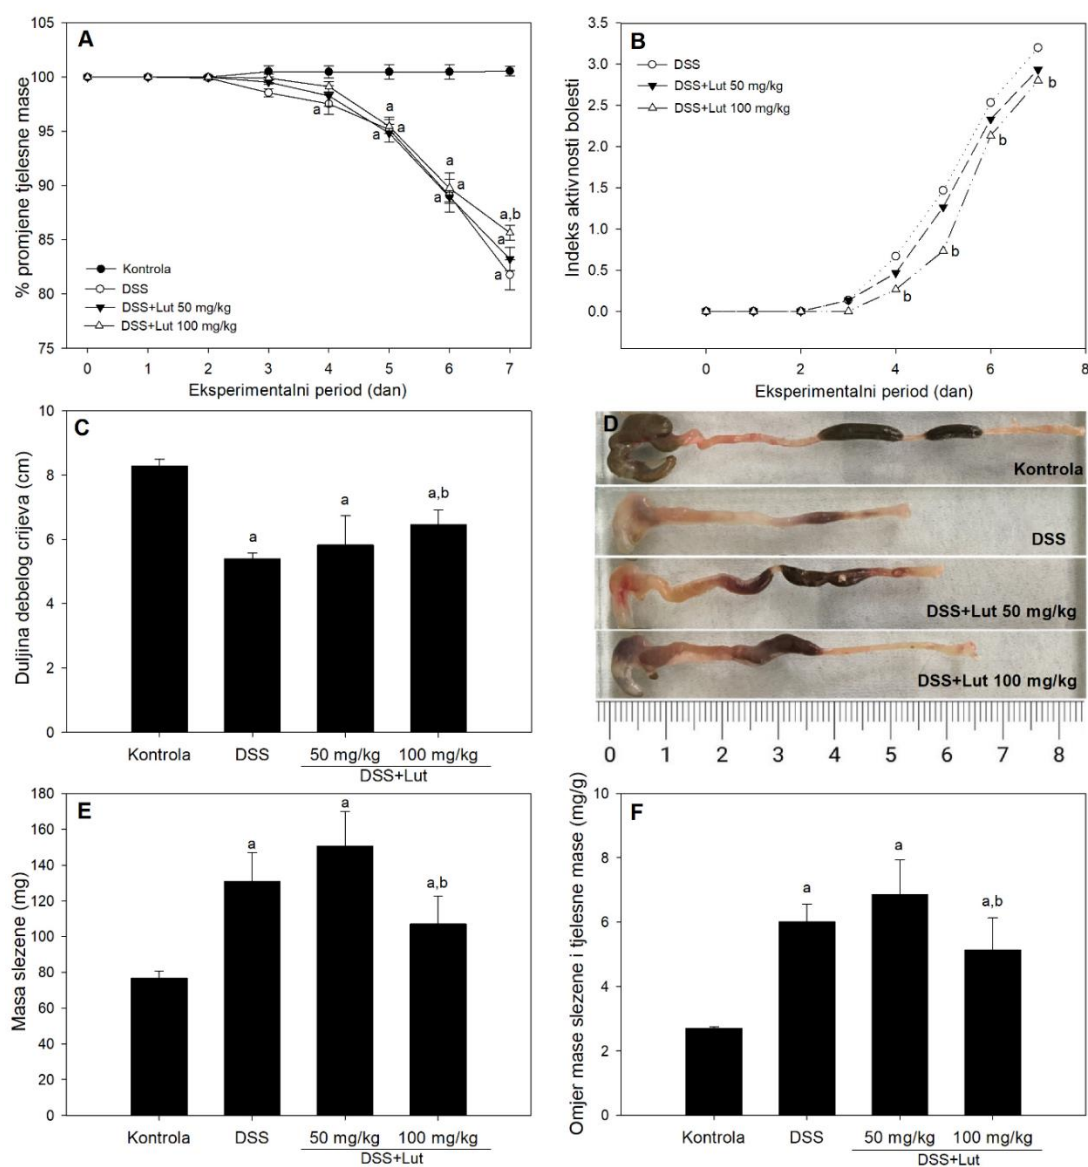 A
105
100
95
90
85
80
75
% promjene tjelesne mase
a
a
a
a
a
a
a
a,b
a
a
Kontrola
DSS
DSS+Lut 50 mg/kg
DSS+Lut 100 mg/kg
0 1 2 3 4 5 6 7
Eksperimentalni period (dan)
B
3.5
3.0
2.5
2.0
1.5
1.0
0.5
0.0
Indeks aktivnosti bolesti
DSS
DSS+Lut 50 mg/kg
DSS+Lut 100 mg/kg
b
b
b
b
0 2 4 6 8
Eksperimentalni period (dan)
C
10
8
6
4
2
0
Duljina debelog crijeva (cm)
a
a
a,b
Kontrola DSS 50 mg/kg 100 mg/kg
DSS+Lut
D
Kontrola
DSS
DSS+Lut 50 mg/kg
DSS+Lut 100 mg/kg
0 1 2 3 4 5 6 7 8
E
180
160
140
120
100
80
60
40
20
0
Masa slezene (mg)
a
a
a,b
Kontrola DSS 50 mg/kg 100 mg/kg
DSS+Lut
F
10
8
6
4
2
0
Omjer mase slezene i tjelesne mase (mg/g)
a
a
a,b
Kontrola DSS 50 mg/kg 100 mg/kg
DSS+Lut